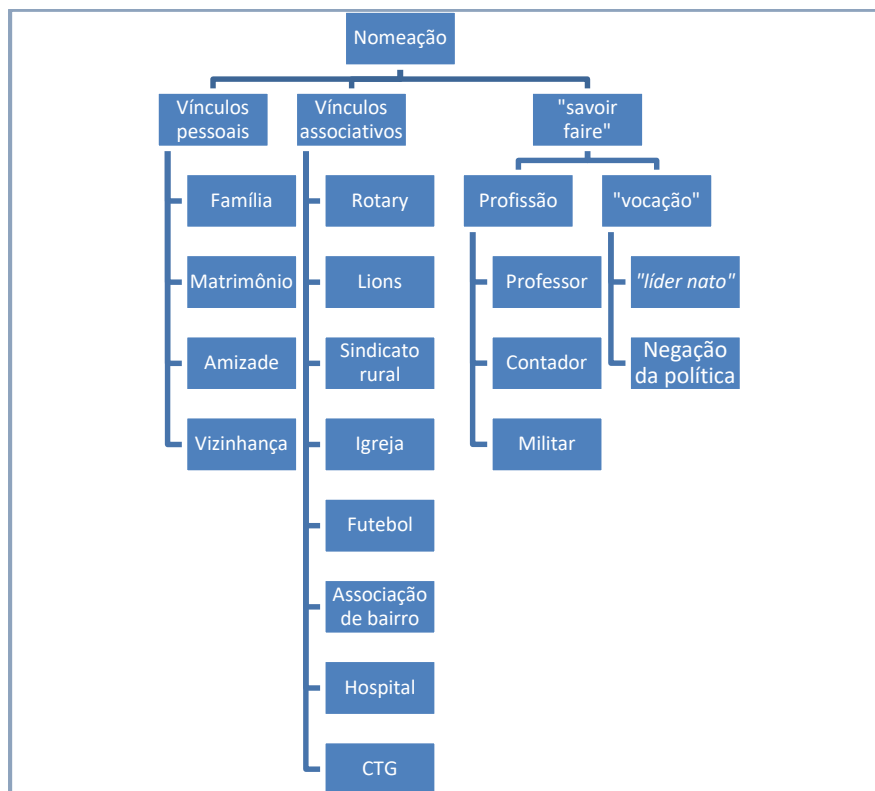 Nomeação
Vínculos
pessoais
Família
Matrimônio
Amizade
Vizinhança
Vínculos
associativos
Rotary
Lions
Sindicato
rural
Igreja
Futebol
Associação
de bairro
Hospital
CTG
"savoir
faire"
Profissão
Professor
Contador
Militar
"vocação"
"líder nato"
Negação
da política